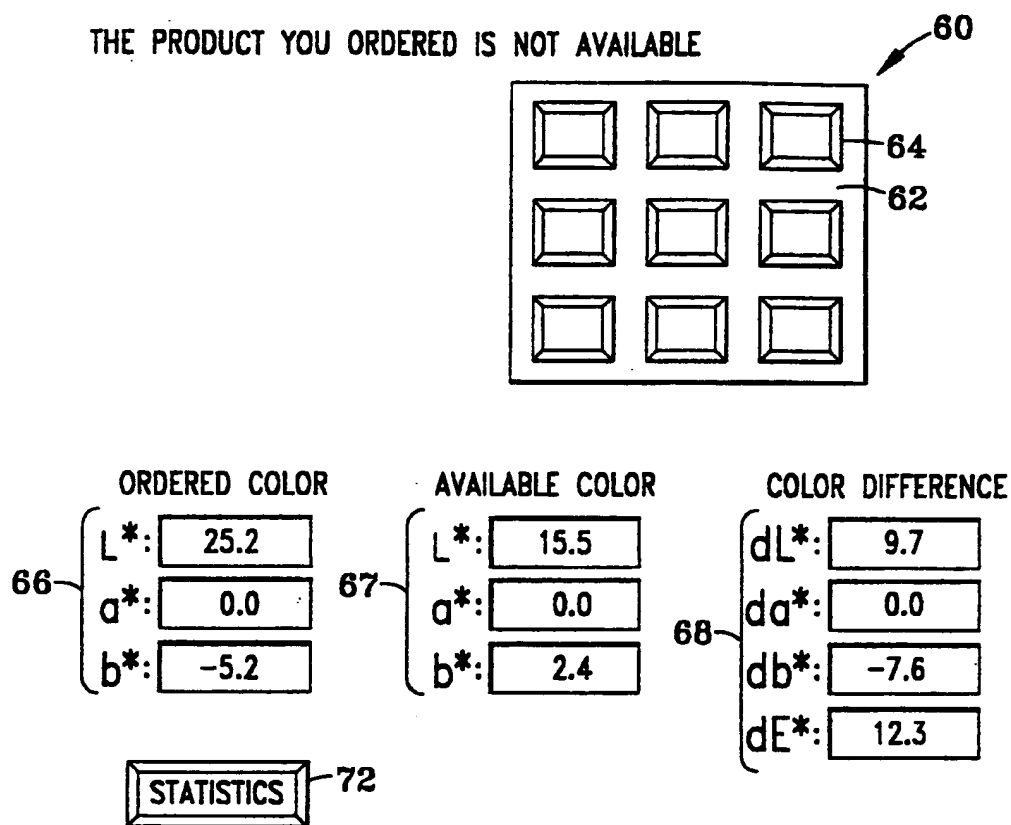 THE PRODUCT YOU ORDERED IS NOT AVAILABLE
60
64
62
ORDERED COLOR
66
L*: 25.2
a*: 0.0
b*: -5.2
AVAILABLE COLOR
67
L*: 15.5
a*: 0.0
b*: 2.4
COLOR DIFFERENCE
68
dL*: 9.7
da*: 0.0
db*: -7.6
dE*: 12.3
STATISTICS
72